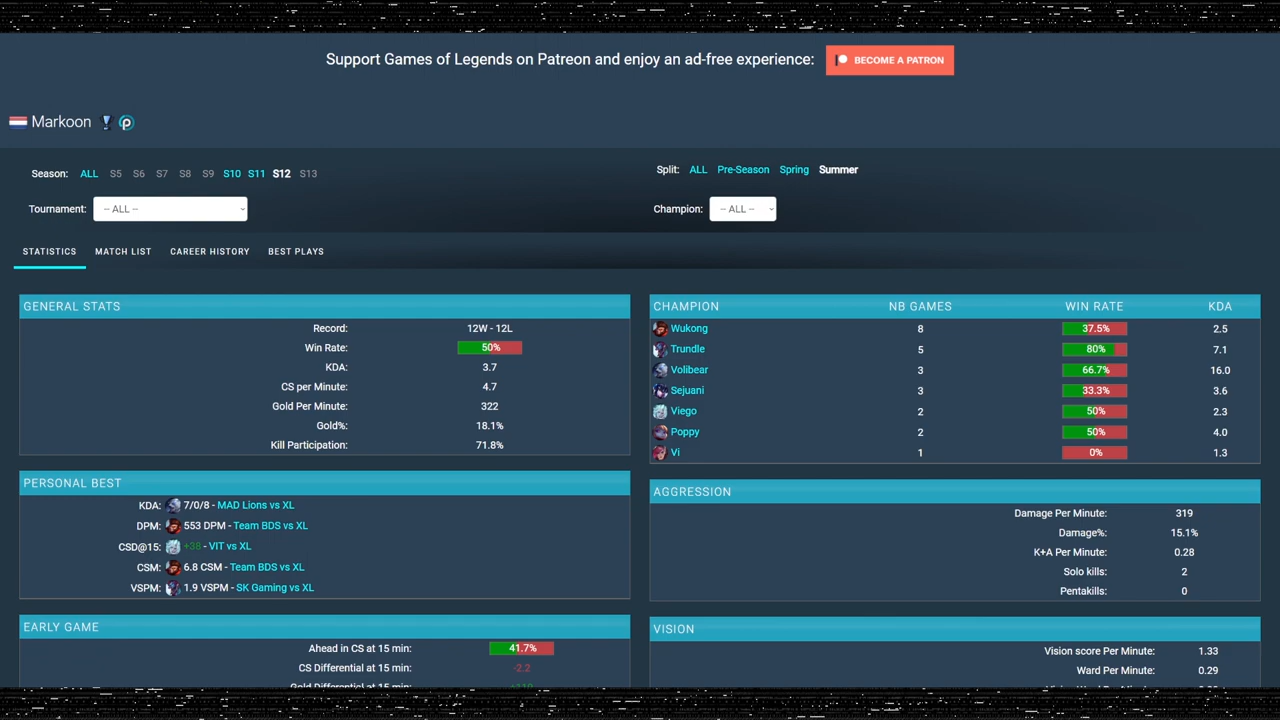 Support Games of Legends on Patreon and enjoy an ad-free experience: BECOME A PATRON
Markoon
Season: ALL S5 S6 S7 S8 S9 S10 S11 S12 S13
Split: ALL Pre-Season Spring Summer
Tournament: -- ALL --
Champion: -- ALL --
STATISTICS MATCH LIST CAREER HISTORY BEST PLAYS
GENERAL STATS
Record: 12W - 12L
Win Rate: 50%
KDA: 3.7
CS per Minute: 4.7
Gold Per Minute: 322
Gold%: 18.1%
Kill Participation: 71.8%
PERSONAL BEST
KDA: 7/0/8 - MAD Lions vs XL
DPM: 553 DPM - Team BDS vs XL
CSD@15: +38 - VIT vs XL
CSM: 6.8 CSM - Team BDS vs XL
VSPM: 1.9 VSPM - SK Gaming vs XL
EARLY GAME
Ahead in CS at 15 min: 41.7%
CS Differential at 15 min: -2.2
Gold Differential at 15 min:
CHAMPION NB GAMES WIN RATE KDA
Wukong 8 37.5% 2.5
Trundle 5 80% 7.1
Volibear 3 66.7% 16.0
Sejuani 3 33.3% 3.6
Viego 2 50% 2.3
Poppy 2 50% 4.0
Vi 1 0% 1.3
AGGRESSION
Damage Per Minute: 319
Damage%: 15.1%
K+A Per Minute: 0.28
Solo kills: 2
Pentakills: 0
VISION
Vision score Per Minute: 1.33
Ward Per Minute: 0.29